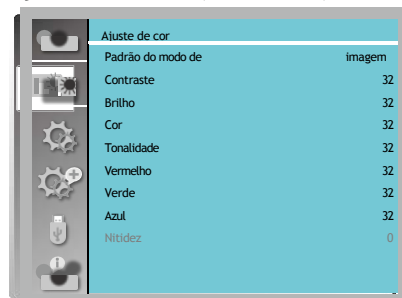 Ajuste de cor
Padrão do modo de imagem
Contraste 32
Brilho 32
Cor 32
Tonalidade 32
Vermelho 32
Verde 32
Azul 32
Nitidez 0